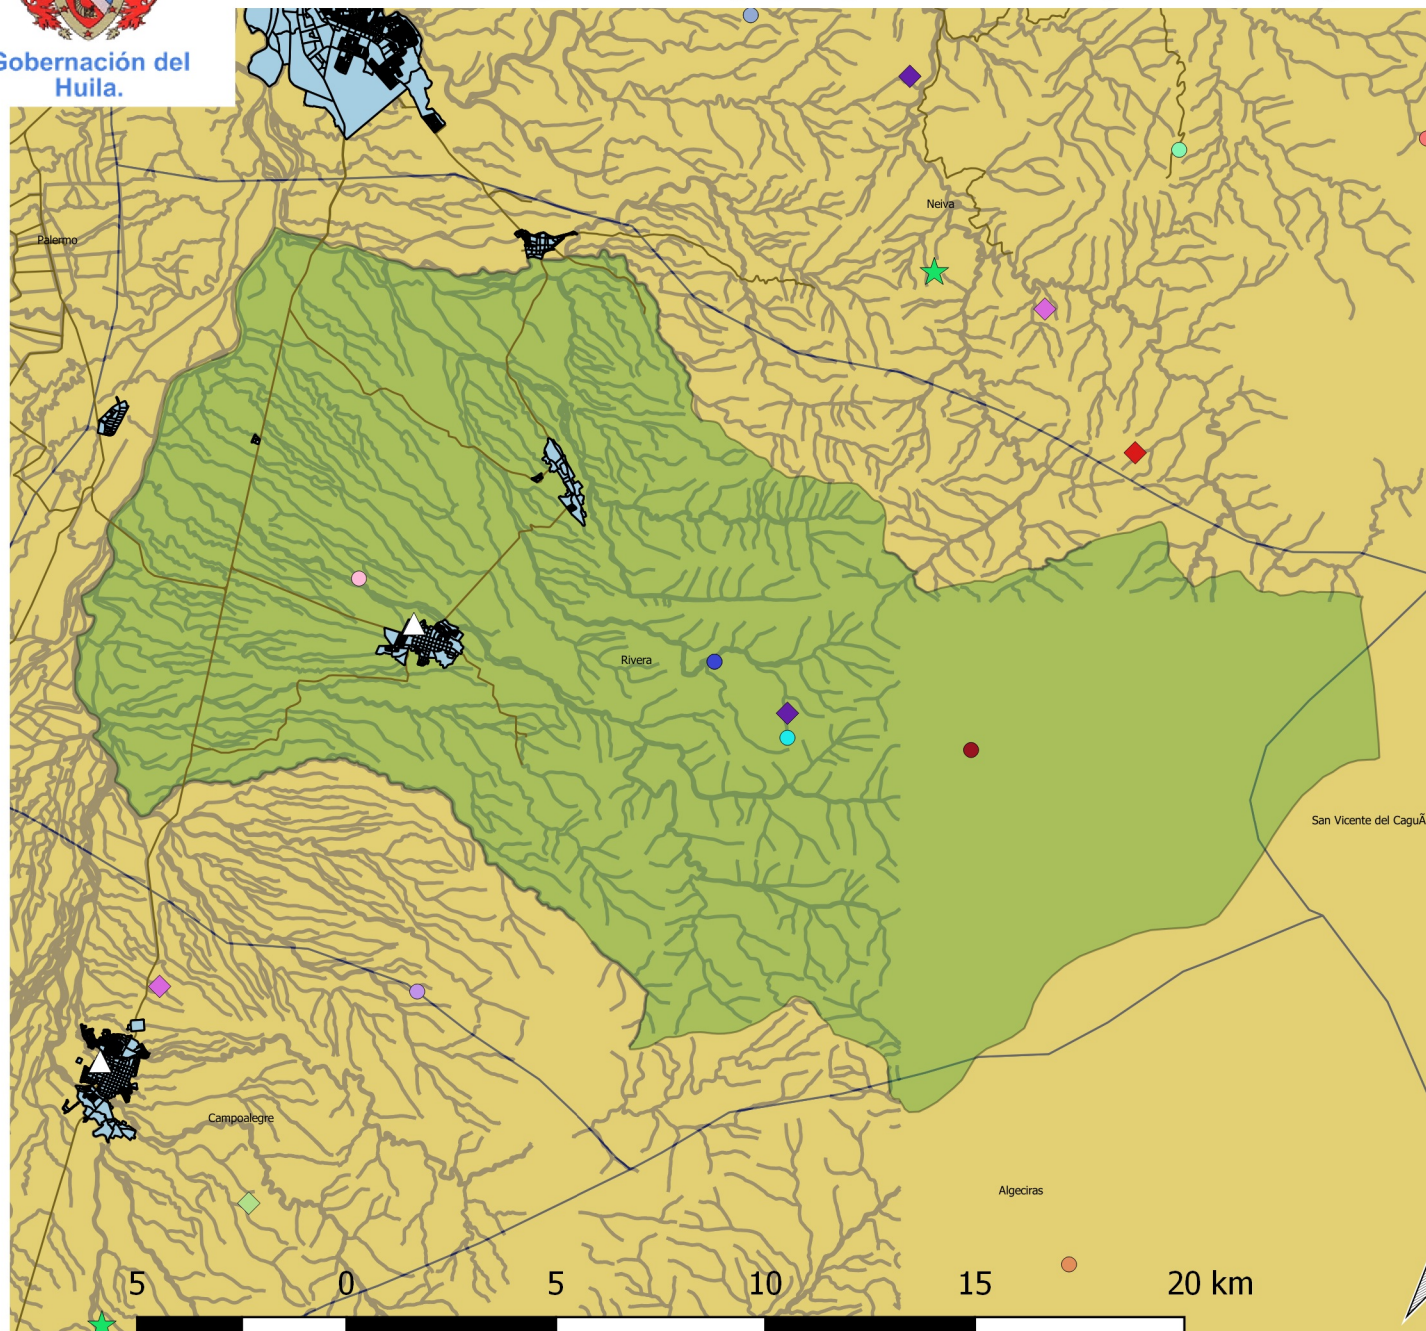 Gobernación del
Huila.
Neiva
Palermo
Rivera
San Vicente del CaguÃ
Campoalegre
Algeciras
5 0 5 10 15 20 km